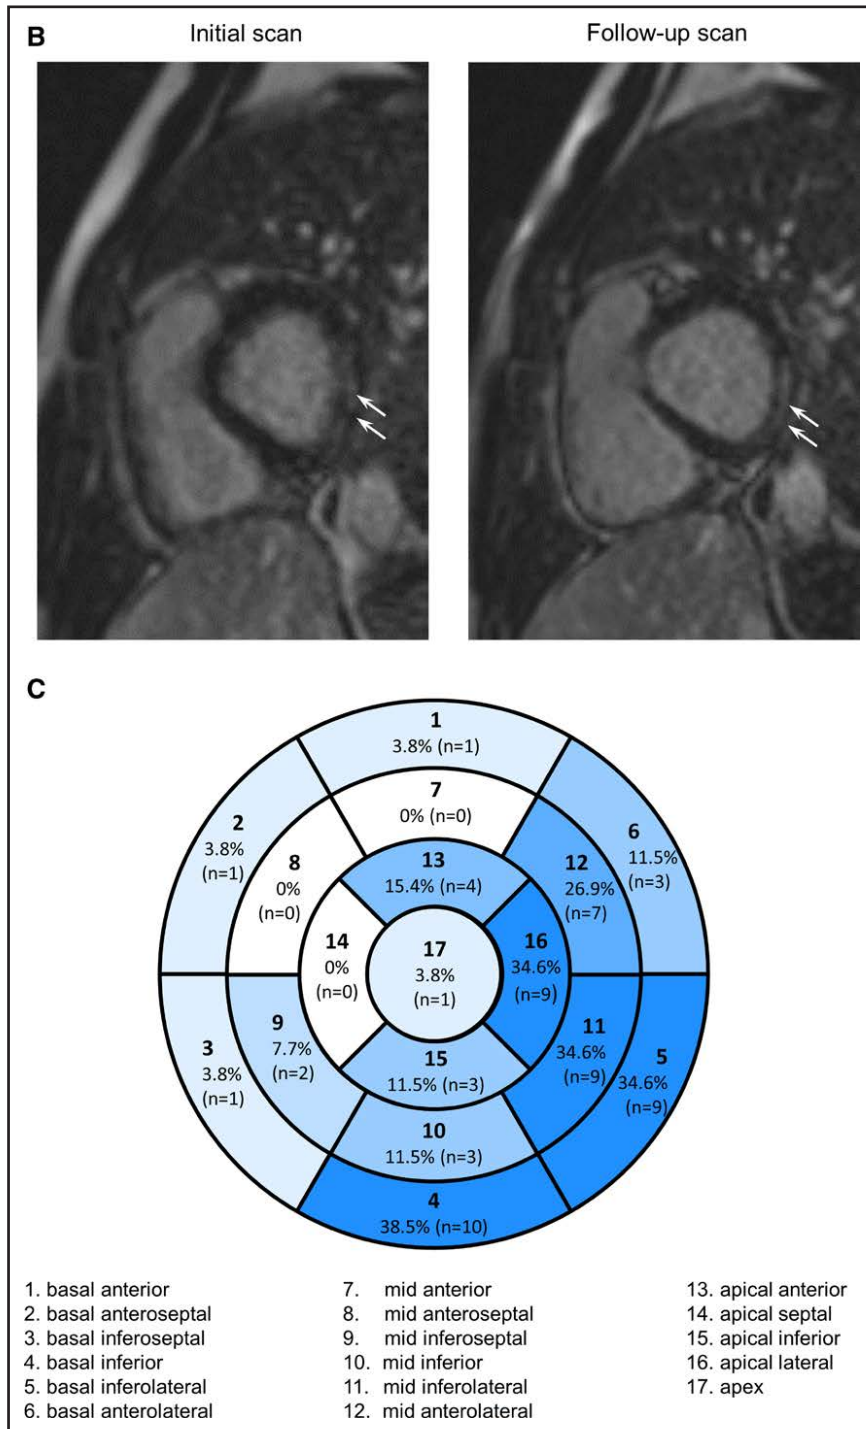 B
Initial scan
Follow-up scan
C
1
3.8% (n=1)
2
3.8%
(n=1)
7
0% (n=0)
6
11.5%
(n=3)
8
0%
(n=0)
13
15.4% (n=4)
12
26.9%
(n=7)
14
0%
(n=0)
17
3.8%
(n=1)
16
34.6%
(n=9)
3
3.8%
(n=1)
9
7.7%
(n=2)
15
11.5% (n=3)
11
34.6%
(n=9)
5
34.6%
(n=9)
10
11.5% (n=3)
4
38.5% (n=10)
1. basal anterior
2. basal anteroseptal
3. basal inferoseptal
4. basal inferior
5. basal inferolateral
6. basal anterolateral
7. mid anterior
8. mid anteroseptal
9. mid inferoseptal
10. mid inferior
11. mid inferolateral
12. mid anterolateral
13. apical anterior
14. apical septal
15. apical inferior
16. apical lateral
17. apex